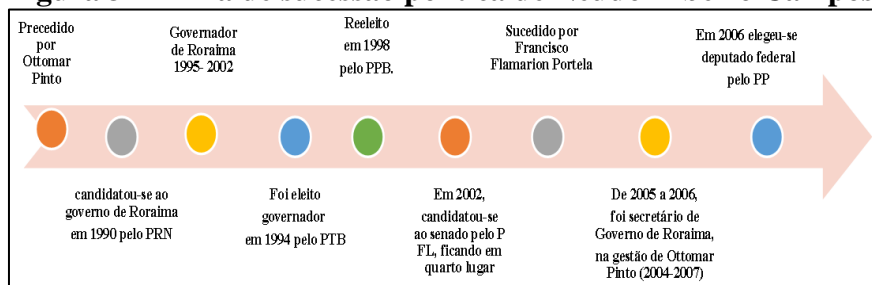 Precedido
por
Ottomar
Pinto
Governador
de Roraima
1995- 2002
Reeleito
em 1998
pelo PPB.
Sucedido por
Francisco
Flamarion Portela
Em 2006 elegeu-se
deputado federal
pelo PP
candidatou-se ao
governo de Roraima
em 1990 pelo PRN
Foi eleito
governador
em 1994 pelo PTB
Em 2002,
candidatou-se
ao senado pelo P
FL, ficando em
quarto lugar
De 2005 a 2006,
foi secretário de
Governo de Roraima,
na gestão de Ottomar
Pinto (2004-2007)